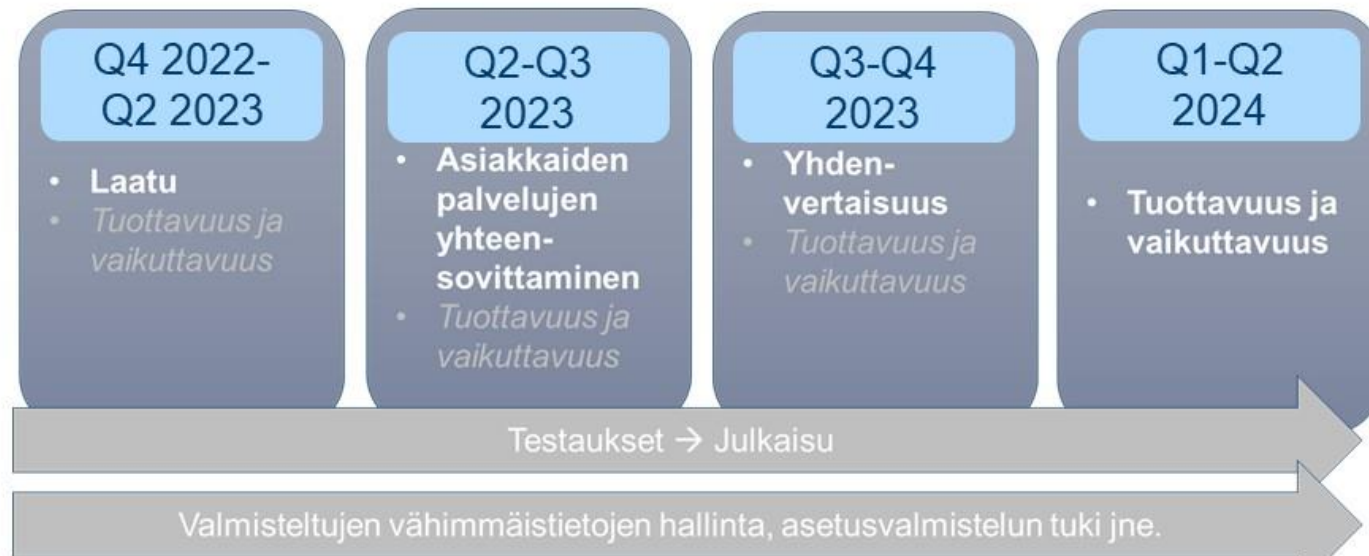 Q4 2022-
Q2 2023
• Laatu
• Tuottavuus ja
vaikuttavuus
Q2-Q3
2023
• Asiakkaiden
palvelujen
yhteen-
sovittaminen
• Tuottavuus ja
vaikuttavuus
Q3-Q4
2023
• Yhden-
vertaisuus
• Tuottavuus ja
vaikuttavuus
Q1-Q2
2024
• Tuottavuus ja
vaikuttavuus
Testaukset → Julkaisu
Valmisteltujen vähimmäistietojen hallinta, asetusvalmistelun tuki jne.